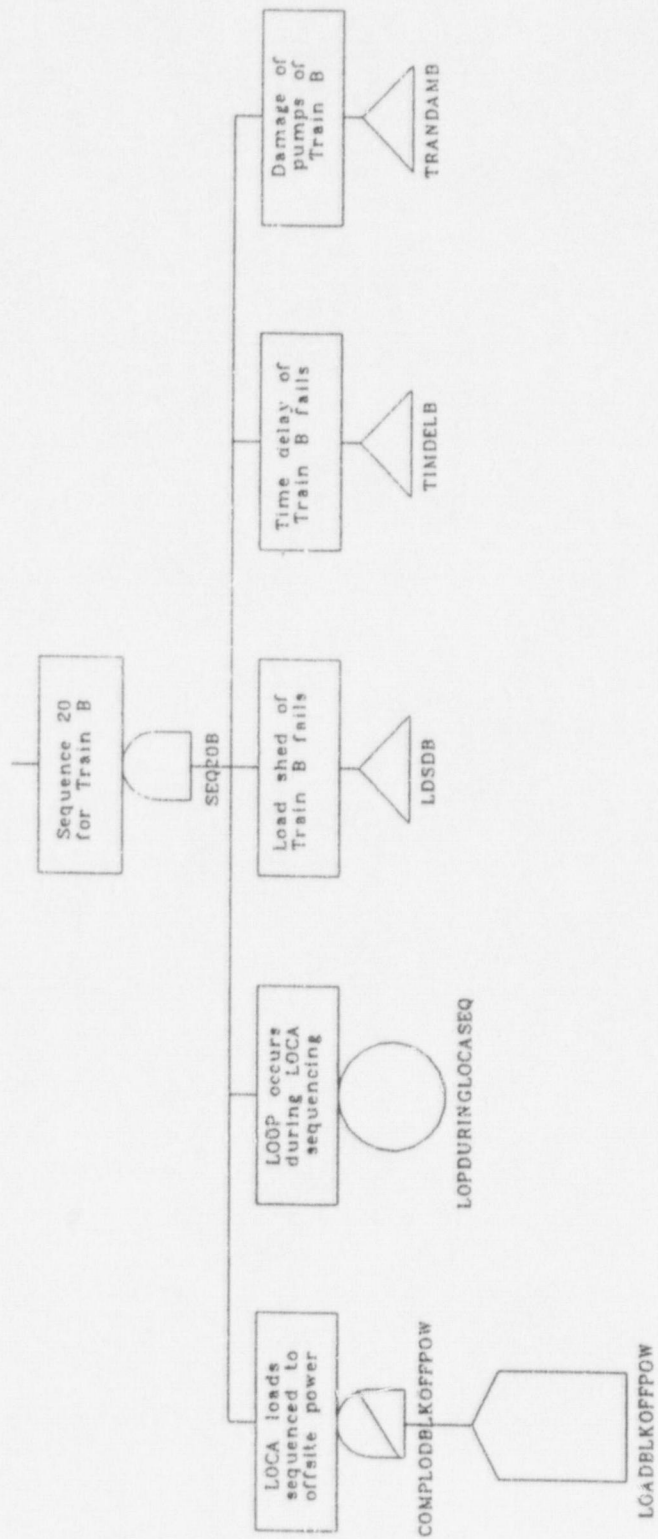 Sequence 20
for Train B
SEQ20B
LOCA loads
sequenced to
offsite power
COMPLODBLKOFFPOW
LOADBLKOFFPOW
LOOP occurs
during LOCA
sequencing
LOPDURINGLOCASEQ
Load shed of
Train B fails
LDSDB
Time delay of
Train B fails
TIMDELB
Damage of
pumps of
Train B
TRANDAMB